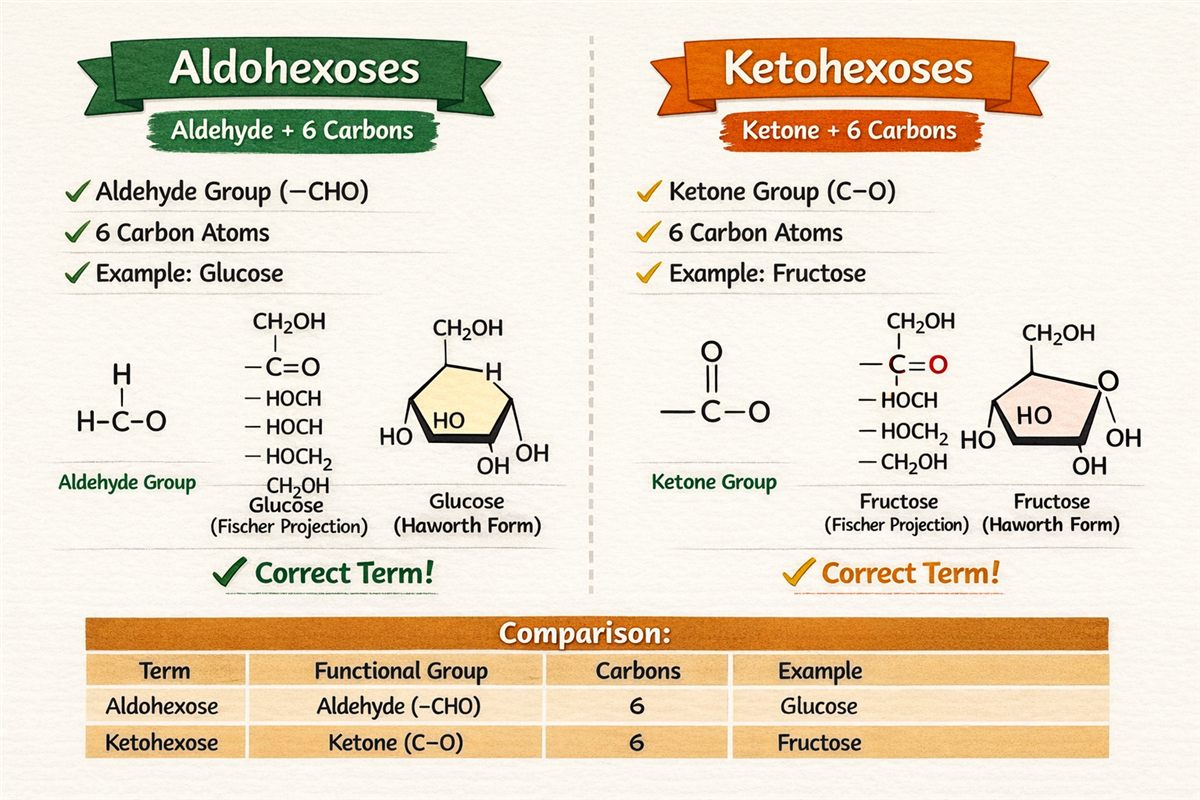 Aldohexoses
Aldehyde + 6 Carbons
✓ Aldehyde Group (–CHO)
✓ 6 Carbon Atoms
✓ Example: Glucose
H
H–C–O
Aldehyde Group
CH₂OH
–C=O
– HOCH
– HOCH
– HOCH₂
CH₂OH
Glucose
(Fischer Projection)
CH₂OH
H
HO
HO
OH
OH
Glucose
(Haworth Form)
✓ Correct Term!
Ketohexoses
Ketone + 6 Carbons
✓ Ketone Group (C–O)
✓ 6 Carbon Atoms
✓ Example: Fructose
O
–C–O
Ketone Group
CH₂OH
–C=O
– HOCH
– HOCH₂
– CH₂OH
Fructose
(Fischer Projection)
CH₂OH
O
HO
HO
OH
OH
Fructose
(Haworth Form)
✓ Correct Term!
Comparison:
Term Functional Group Carbons Example
Aldohexose Aldehyde (–CHO) 6 Glucose
Ketohexose Ketone (C–O) 6 Fructose